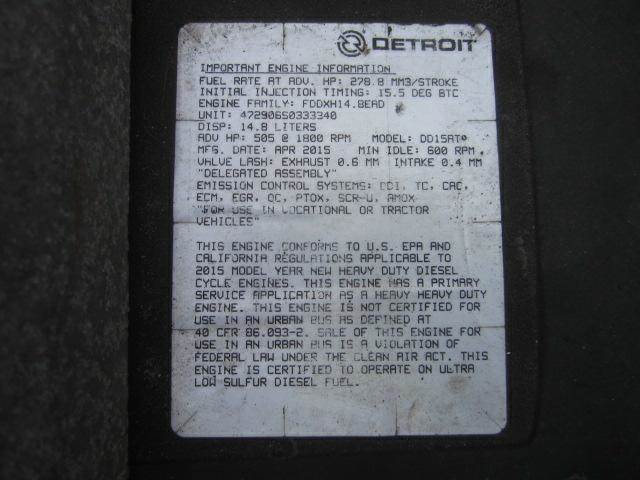 DETROIT
IMPORTANT ENGINE INFORMATION
FUEL RATE AT ADV. HP: 278.8 MM3/STROKE
INITIAL INJECTION TIMING: 15.5 DEG BTC
ENGINE FAMILY: FDDXH14.8EAD
UNIT: 472906S0333340
DISP: 14.8 LITERS
ADV HP: 505 @ 1800 RPM MODEL: DD15AT
MFG. DATE: APR 2015 MIN IDLE: 600 RPM
VALVE LASH: EXHAUST 0.6 MM INTAKE 0.4 MM
"DELEGATED ASSEMBLY"
EMISSION CONTROL SYSTEMS: DDI, TC, CAC,
ECM, EGR, OC, PTOX, SCR-U, AMOX
"FOR USE IN VOCATIONAL OR TRACTOR
VEHICLES"
THIS ENGINE CONFORMS TO U.S. EPA AND
CALIFORNIA REGULATIONS APPLICABLE TO
2015 MODEL YEAR NEW HEAVY DUTY DIESEL
CYCLE ENGINES. THIS ENGINE HAS A PRIMARY
SERVICE APPLICATION AS A HEAVY HEAVY DUTY
ENGINE. THIS ENGINE IS NOT CERTIFIED FOR
USE IN AN URBAN BUS AS DEFINED AT
40 CFR 86.093-2. SALE OF THIS ENGINE FOR
USE IN AN URBAN BUS IS A VIOLATION OF
FEDERAL LAW UNDER THE CLEAN AIR ACT. THIS
ENGINE IS CERTIFIED TO OPERATE ON ULTRA
LOW SULFUR DIESEL FUEL.